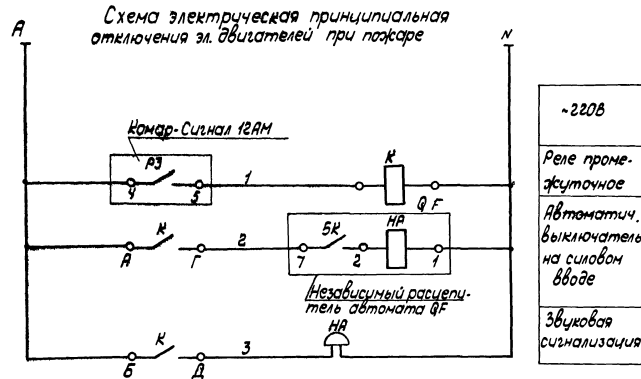 Схема электрическая принципиальная
отключения эл. двигателей при пожаре
А
N
~220В
Комар-Сигнал 12АМ
Р3
К
4
5
1
QF
Реле проме-
жуточное
К
А
Г
2
БК
НА
7
2
1
Автоматич.
выключатель
на силовом
вводе
Независимый расцепи-
тель автомата QF
К
Б
Д
3
НА
Звуковая
сигнализация